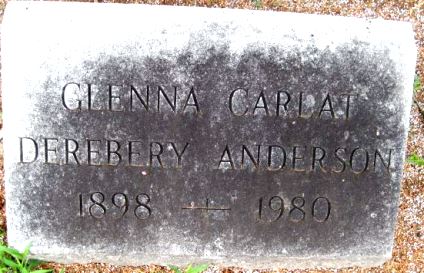 GLENNA CARLAT
DEREBERY ANDERSON
1898 — 1980